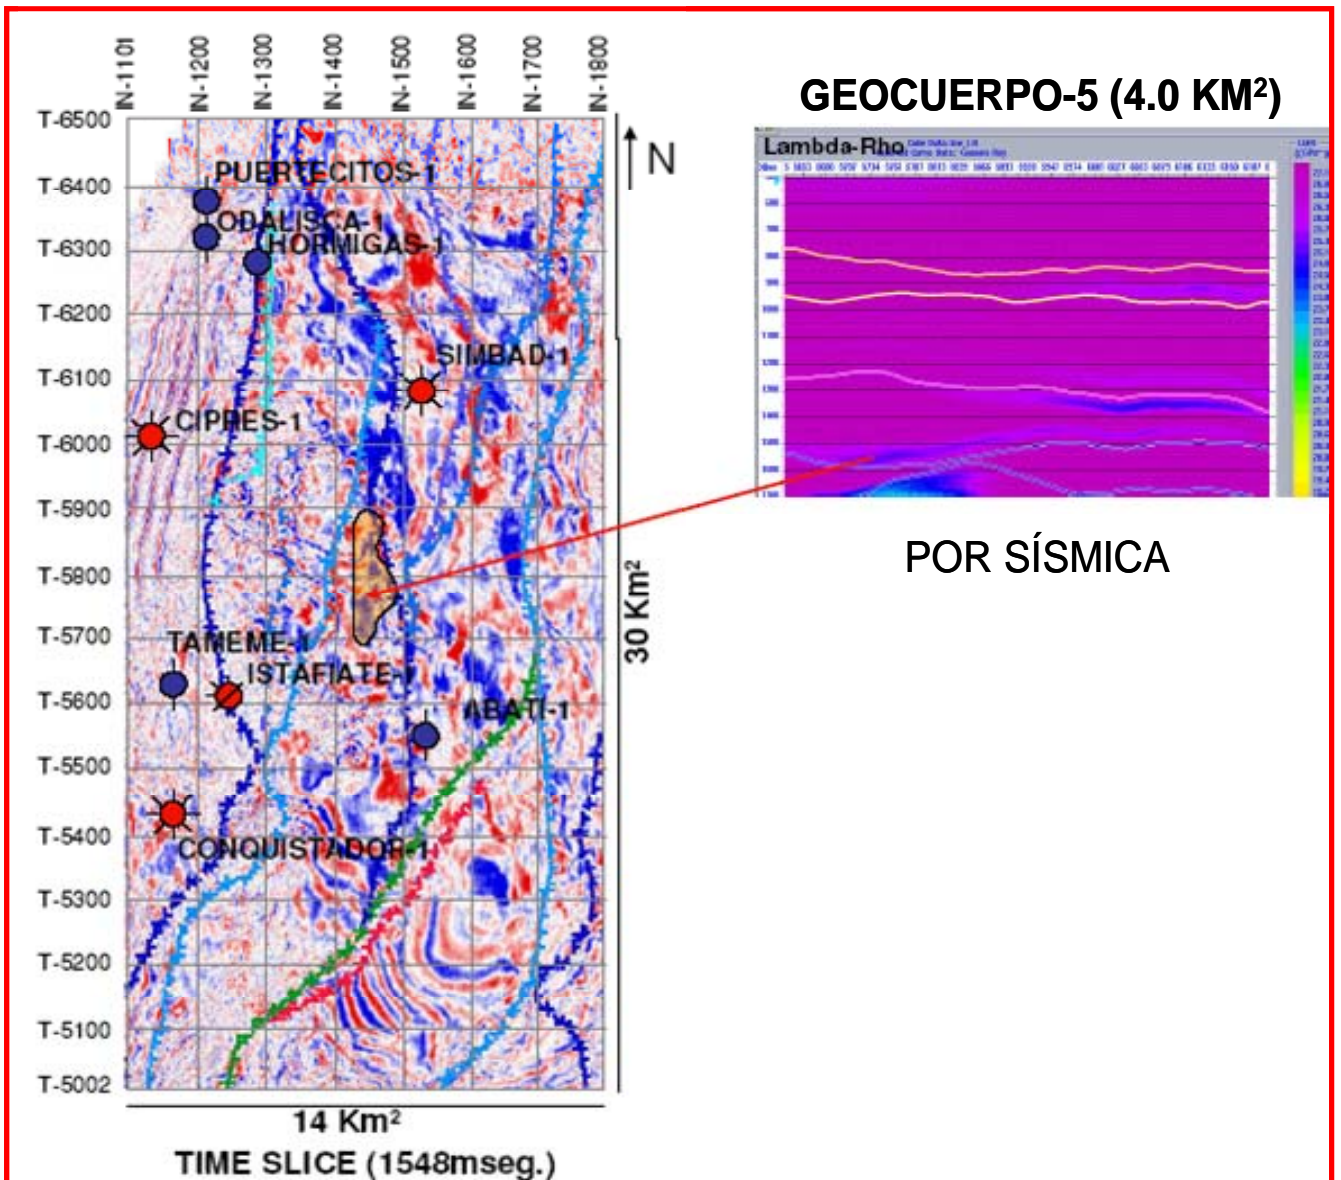 IN-1101
IN-1200
IN-1300
IN-1400
IN-1500
IN-1600
IN-1700
IN-1800
T-6500
T-6400
T-6300
T-6200
T-6100
T-6000
T-5900
T-5800
T-5700
T-5600
T-5500
T-5400
T-5300
T-5200
T-5100
T-5002
PUERTECITOS-1
ODALISCA-1
HORMIGAS-1
SIMBAD-1
CIPRES-1
TAMEME-1
ISTAFIATE-1
ABATI-1
CONQUISTADOR-1
N
30 Km²
14 Km²
TIME SLICE (1548mseg.)
GEOCUERPO-5 (4.0 KM²)
Lambda-Rho
POR SÍSMICA